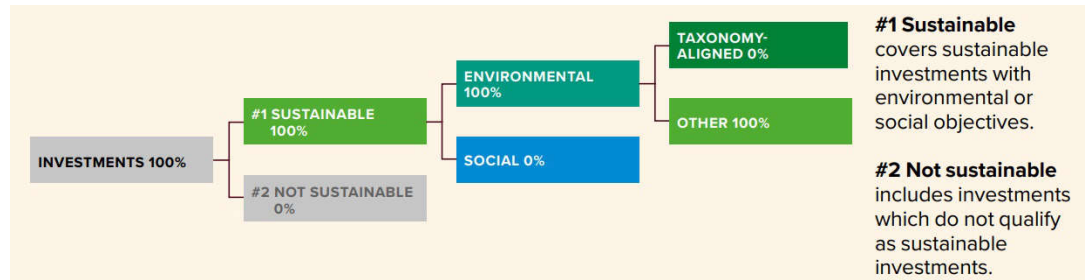 INVESTMENTS 100%
#1 SUSTAINABLE
100%
#2 NOT SUSTAINABLE
0%
ENVIRONMENTAL
100%
SOCIAL 0%
TAXONOMY-
ALIGNED 0%
OTHER 100%
#1 Sustainable
covers sustainable
investments with
environmental or
social objectives.
#2 Not sustainable
includes investments
which do not qualify
as sustainable
investments.